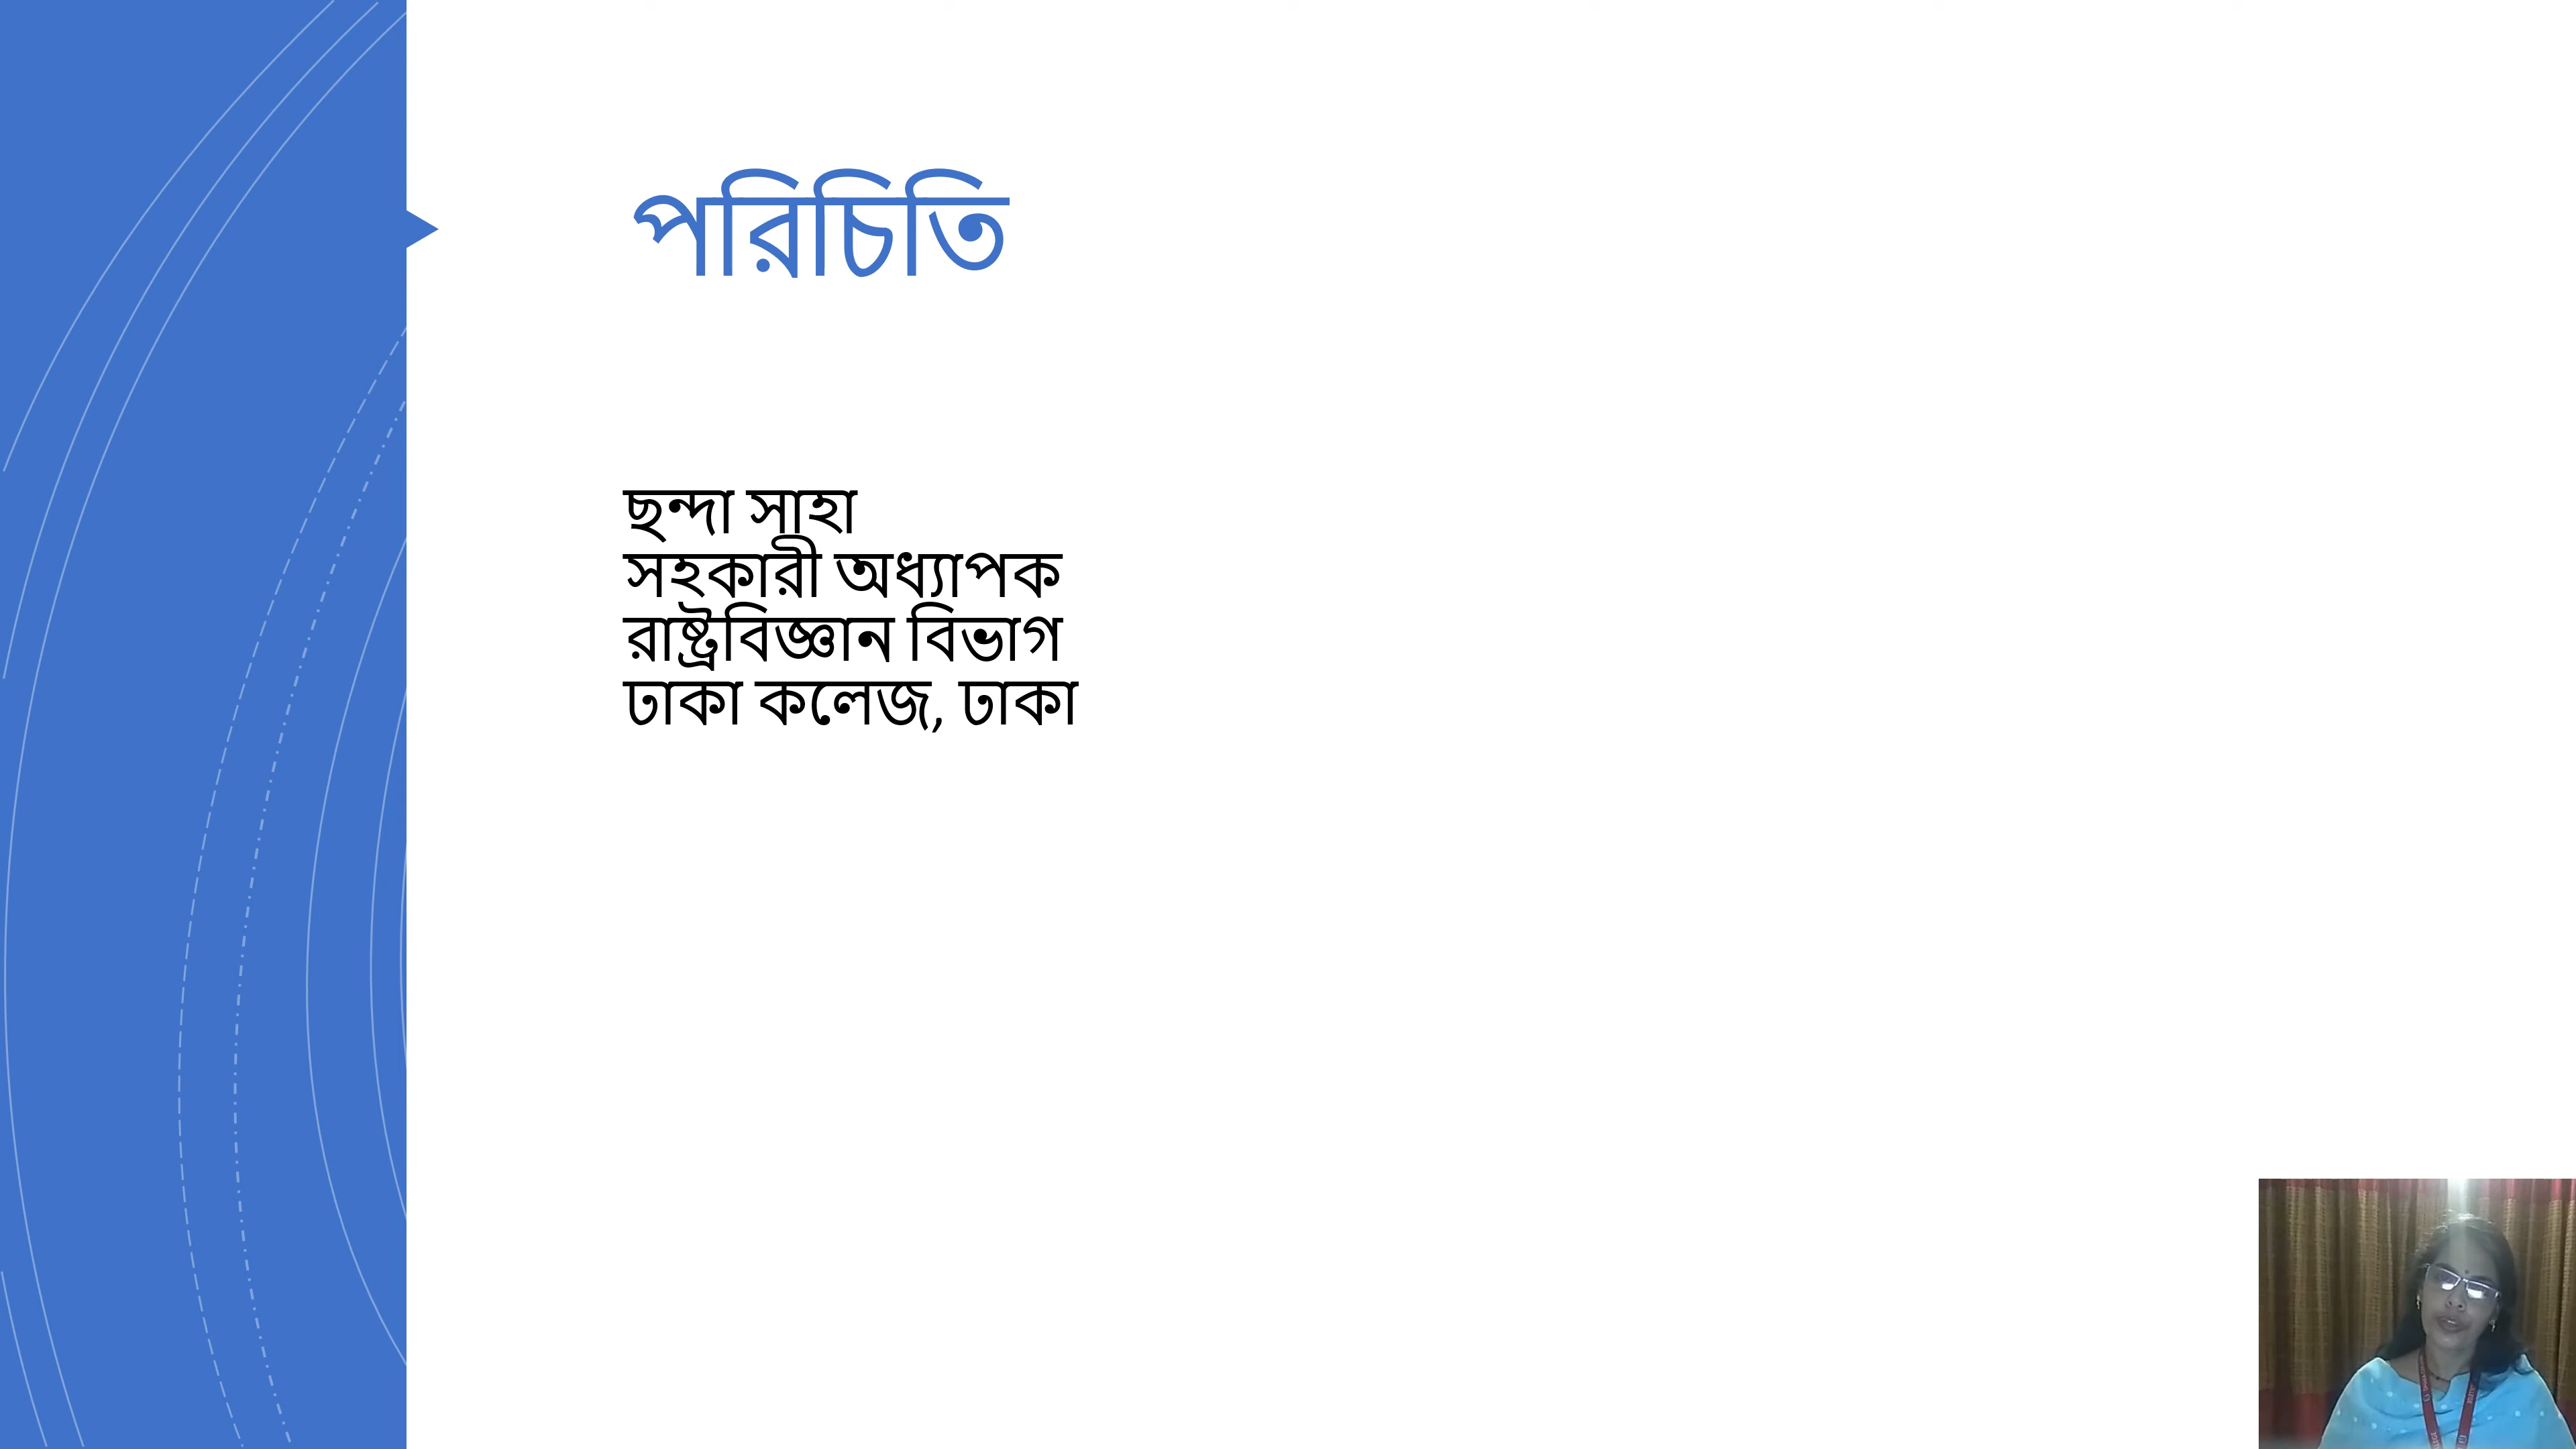 পরিচিতি
ছন্দা সাহা
সহকারী অধ্যাপক
রাষ্ট্রবিজ্ঞান বিভাগ
ঢাকা কলেজ, ঢাকা